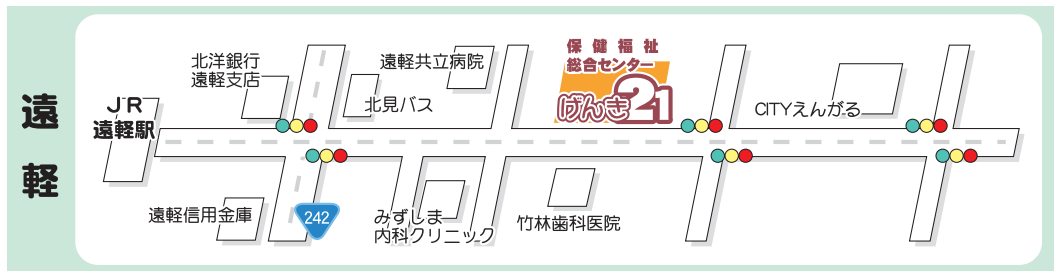 遠軽
JR
遠軽駅
北洋銀行
遠軽支店
遠軽共立病院
北見バス
保健福祉
総合センター
げんき21
CITYえんがる
遠軽信用金庫
242
みずしま
内科クリニック
竹林歯科医院